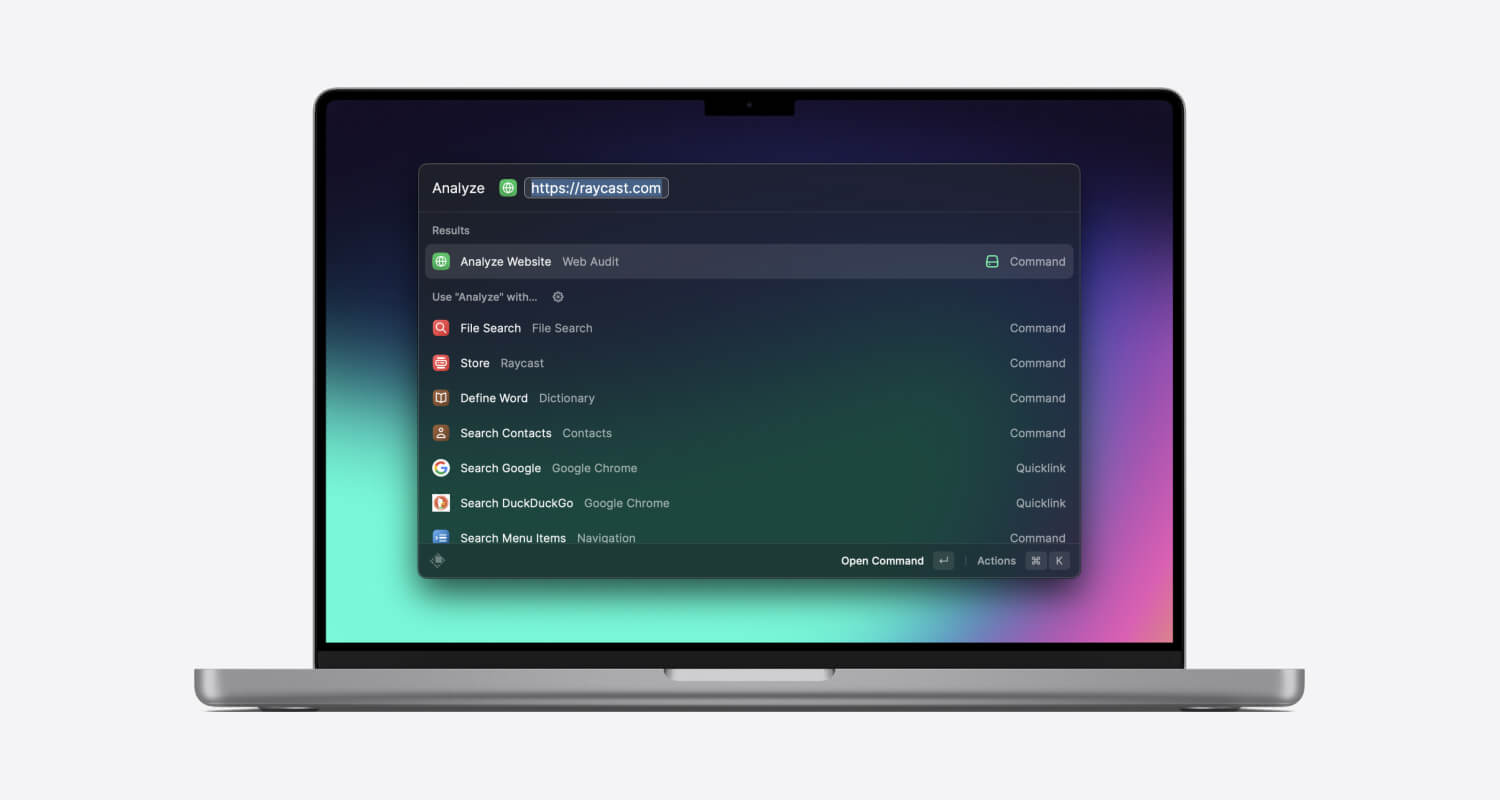 Analyze https://raycast.com
Results
Analyze Website Web Audit Command
Use "Analyze" with...
File Search File Search Command
Store Raycast Command
Define Word Dictionary Command
Search Contacts Contacts Command
Search Google Google Chrome Quicklink
Search DuckDuckGo Google Chrome Quicklink
Search Menu Items Navigation Command
Open Command ↵ Actions ⌘ K